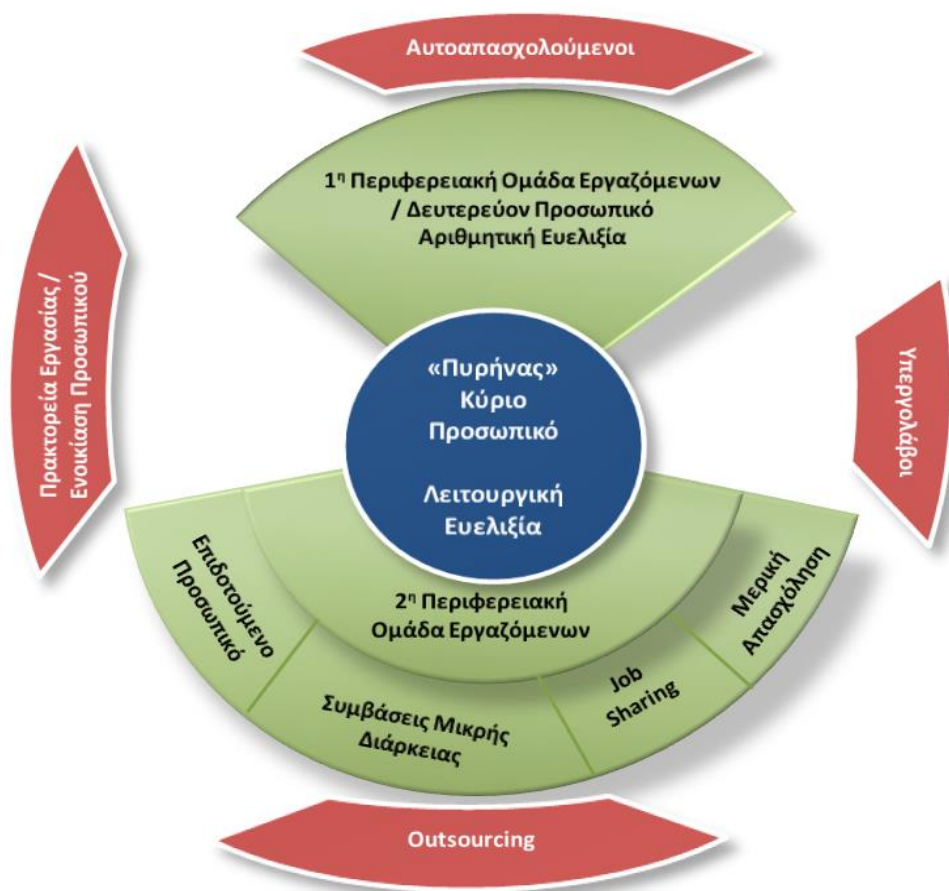 Αυτοαπασχολούμενοι
1η Περιφερειακή Ομάδα Εργαζόμενων
/ Δευτερεύον Προσωπικό
Αριθμητική Ευελιξία
Πρακτορεία Εργασίας /
Ενοικίαση Προσωπικού
«Πυρήνας»
Κύριο
Προσωπικό
Λειτουργική
Ευελιξία
Υπεργολάβοι
2η Περιφερειακή
Ομάδα Εργαζόμενων
Επιδοτούμενο
Προσωπικό
Συμβάσεις Μικρής
Διάρκειας
Job
Sharing
Μερική
Απασχόληση
Outsourcing